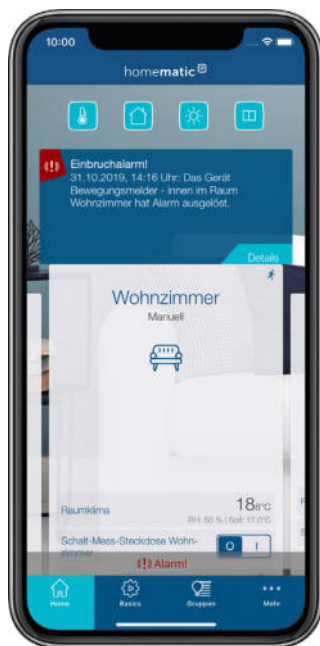 10:00
homematic IP
Einbruchalarm!
31.10.2019, 14:16 Uhr: Das Gerät
Bewegungsmelder - innen im Raum
Wohnzimmer hat Alarm ausgelöst.
Details
Wohnzimmer
Manuell
Raumklima
18,8°C
RH: 50 % | Soll: 17.0°C
Schalt-Mess-Steckdose Wohn-
zimmer
O I
Alarm!
Home
Basics
Gruppen
Mehr